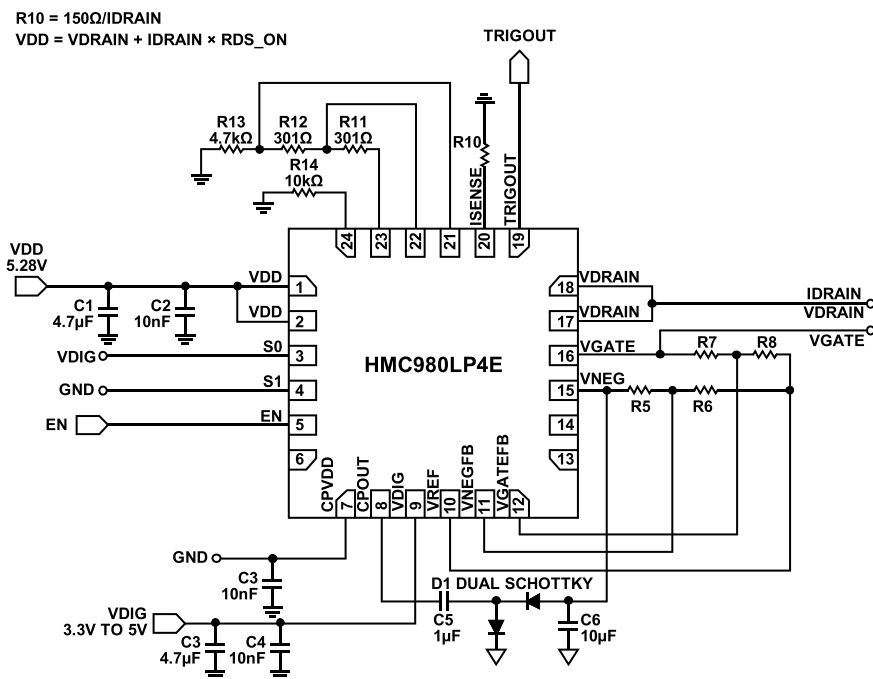 R10 = 150Ω/IDRAIN
VDD = VDRAIN + IDRAIN × RDS_ON
TRIGOUT
R13
4.7kΩ
R12
301Ω
R11
301Ω
R14
10kΩ
R10
ISENSE
TRIGOUT
24
23
22
21
20
19
VDD
5.28V
C1
4.7µF
C2
10nF
VDIG
GND
EN
VDD
VDD
S0
S1
EN
1
2
3
4
5
6
HMC980LP4E
VDRAIN
VDRAIN
VGATE
VNEG
18
17
16
15
14
13
IDRAIN
VDRAIN
VGATE
R7
R8
R5
R6
CPVDD
CPOUT
VDIG
VREF
VNEGFB
VGATEFB
7
8
9
10
11
12
GND
C3
10nF
VDIG
3.3V TO 5V
C3
4.7µF
C4
10nF
D1 DUAL SCHOTTKY
C5
1µF
C6
10µF